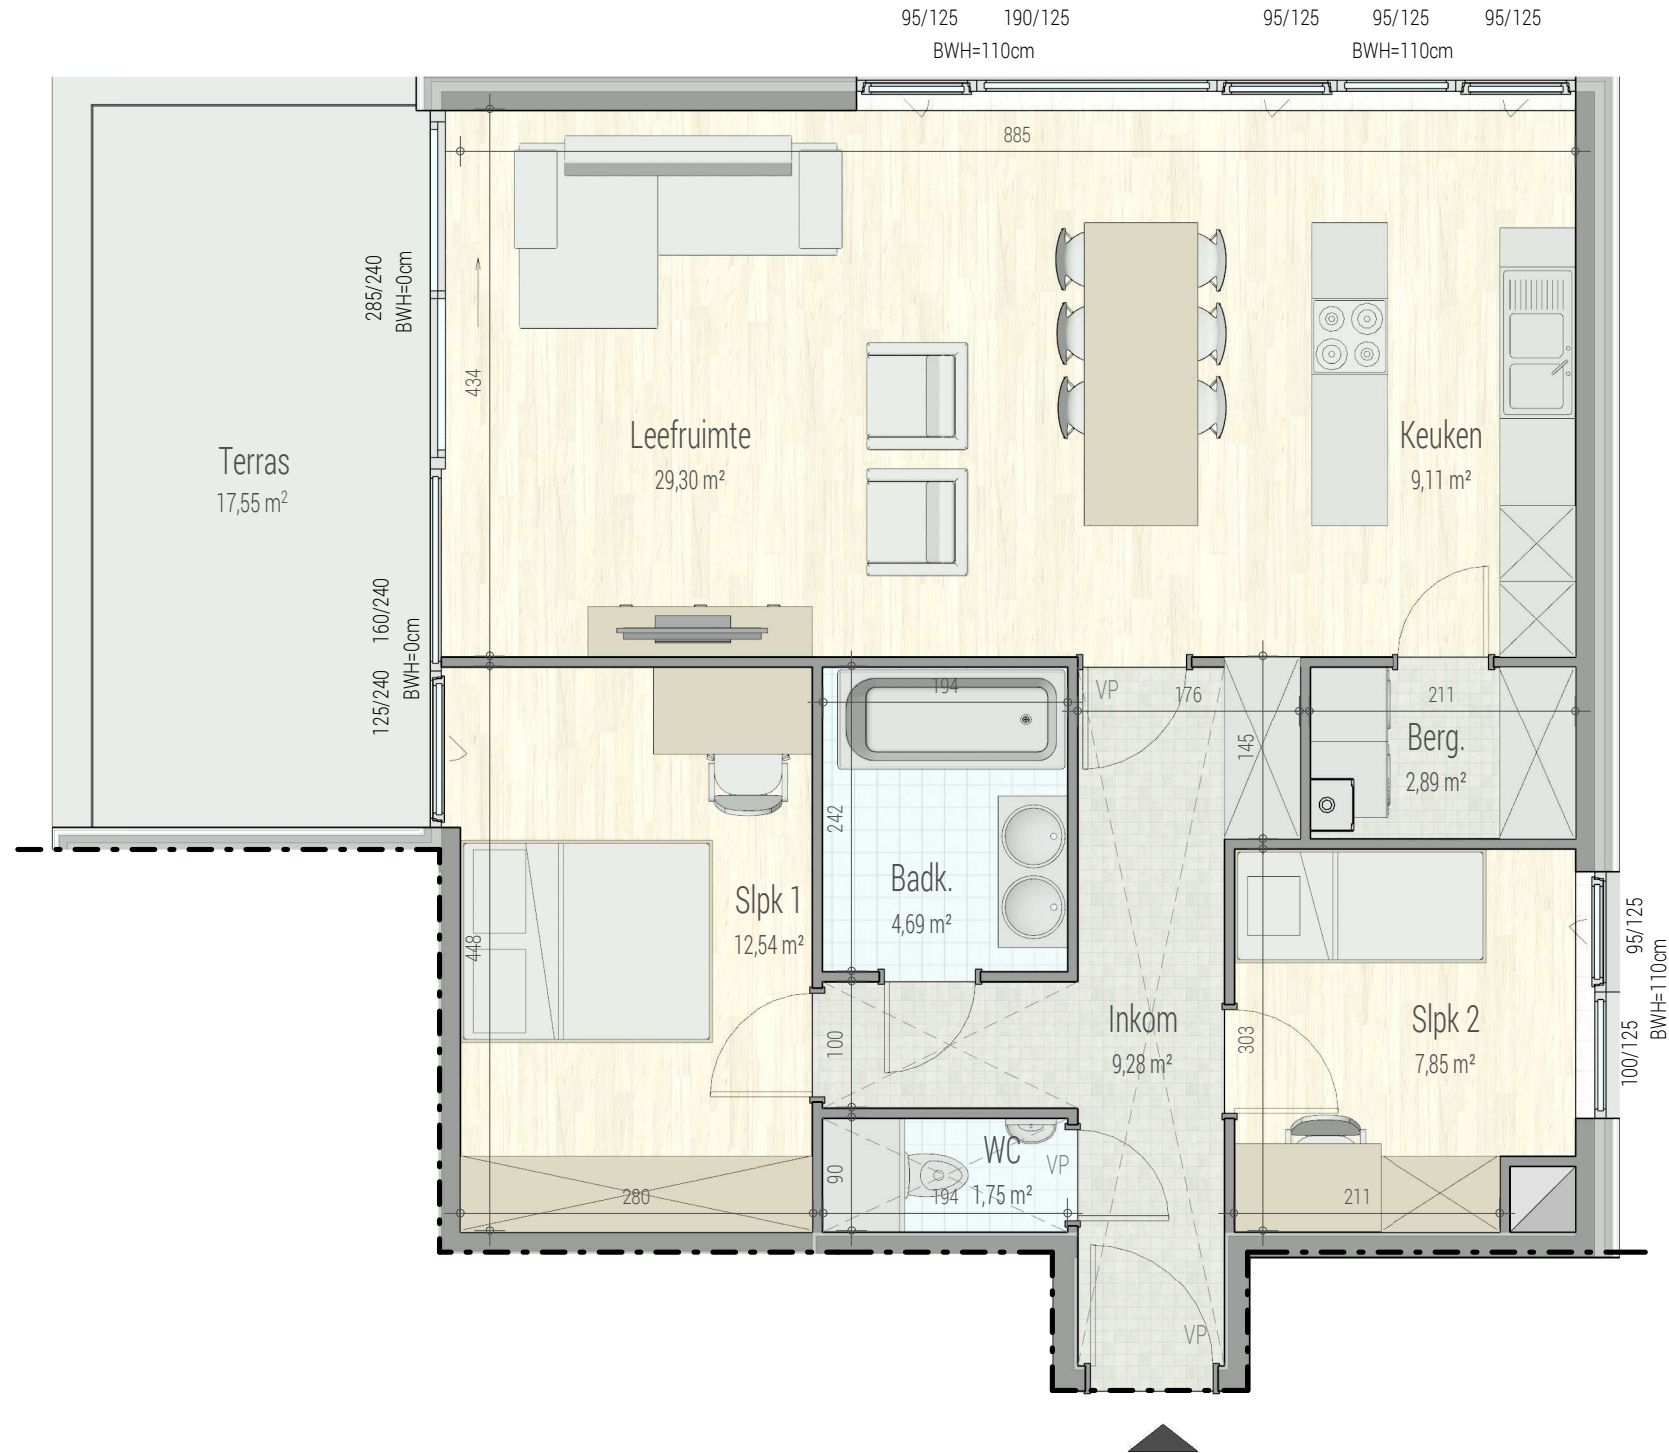 95/125
190/125
95/125
95/125
95/125
BWH=110cm
BWH=110cm
885
285/240
BWH=0cm
434
Leefruimte
29,30 m²
Keuken
9,11 m²
Terras
17,55 m²
160/240
BWH=0cm
125/240
194
VP
176
211
145
Berg.
2,89 m²
242
Badk.
4,69 m²
Slpk 1
12,54 m²
448
95/125
BWH=110cm
100/125
100
Inkom
9,28 m²
303
Slpk 2
7,85 m²
WC
1,75 m²
VP
90
194
280
211
VP